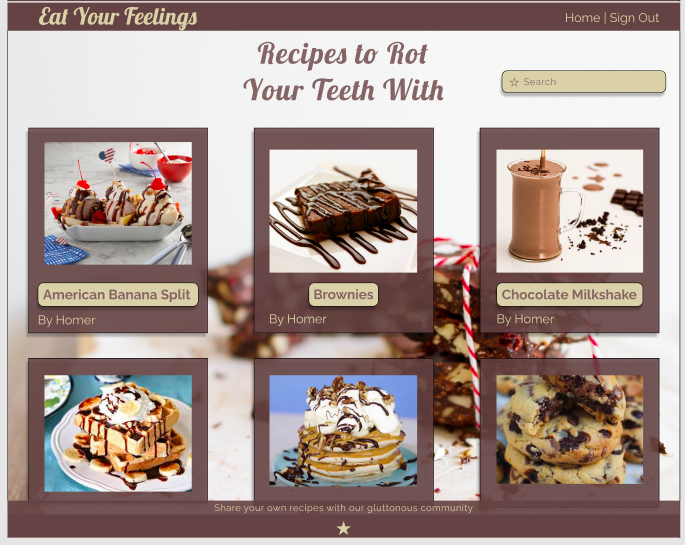 Eat Your Feelings
Home | Sign Out
Recipes to Rot
Your Teeth With
Search
American Banana Split
Brownies
Chocolate Milkshake
By Homer
By Homer
By Homer
Share your own recipes with our gluttonous community